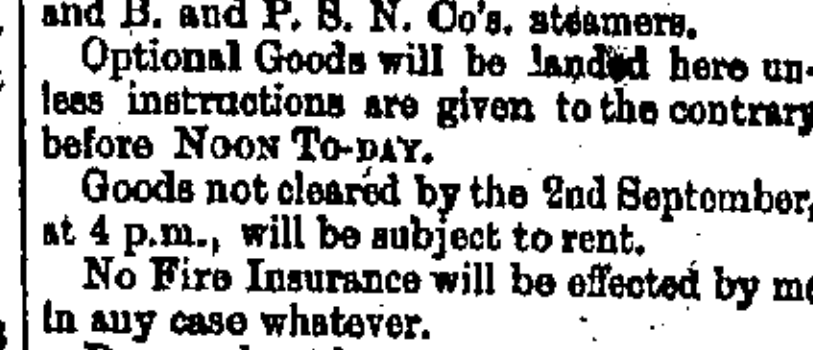 and B. and P. S. N. Co's. steamers.
Optional Goods will be landed here un-
less instructions are given to the contrary
before NOON TO-DAY.
Goods not cleared by the 2nd September,
at 4 p.m., will be subject to rent.
No Fire Insurance will be effected by me
in any case whatever.